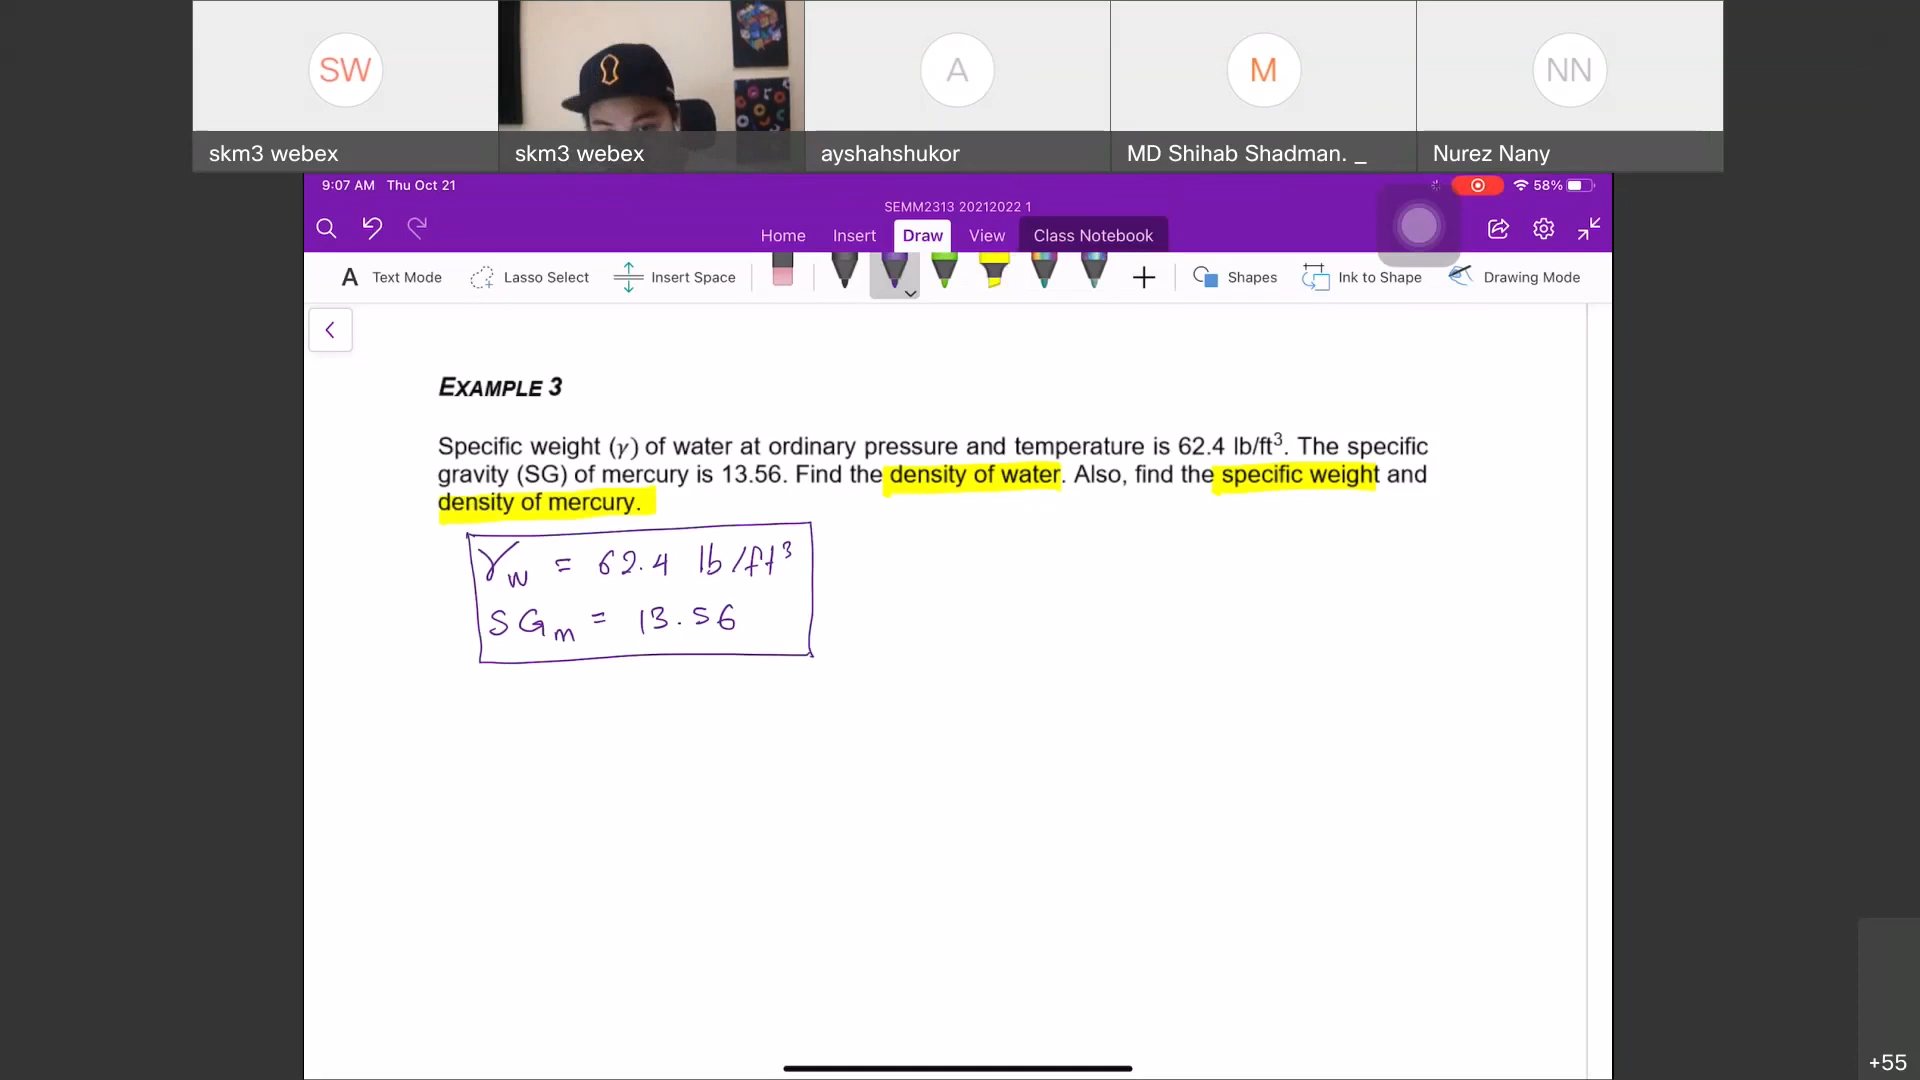 SW
A
M
NN
skm3 webex
skm3 webex
ayshahshukor
MD Shihab Shadman. _
Nurez Nany
9:07 AM Thu Oct 21
58%
SEMM2313 20212022 1
Home Insert Draw View Class Notebook
A Text Mode Lasso Select Insert Space Shapes Ink to Shape Drawing Mode
EXAMPLE 3
Specific weight (γ) of water at ordinary pressure and temperature is 62.4 lb/ft³. The specific
gravity (SG) of mercury is 13.56. Find the density of water. Also, find the specific weight and
density of mercury.
γw = 62.4 lb/ft³
SGm = 13.56
+55